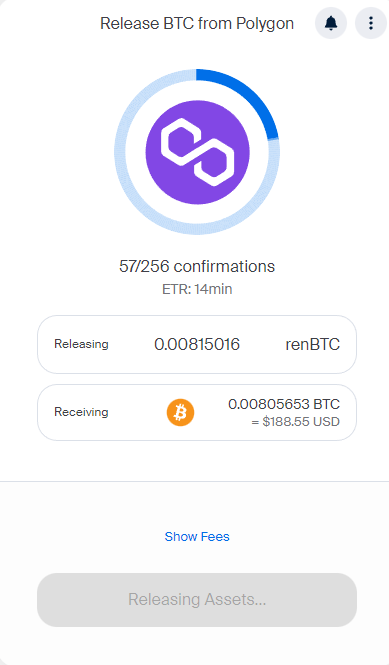 Release BTC from Polygon
57/256 confirmations
ETR: 14min
Releasing 0.00815016 renBTC
Receiving 0.00805653 BTC
= $188.55 USD
Show Fees
Releasing Assets...